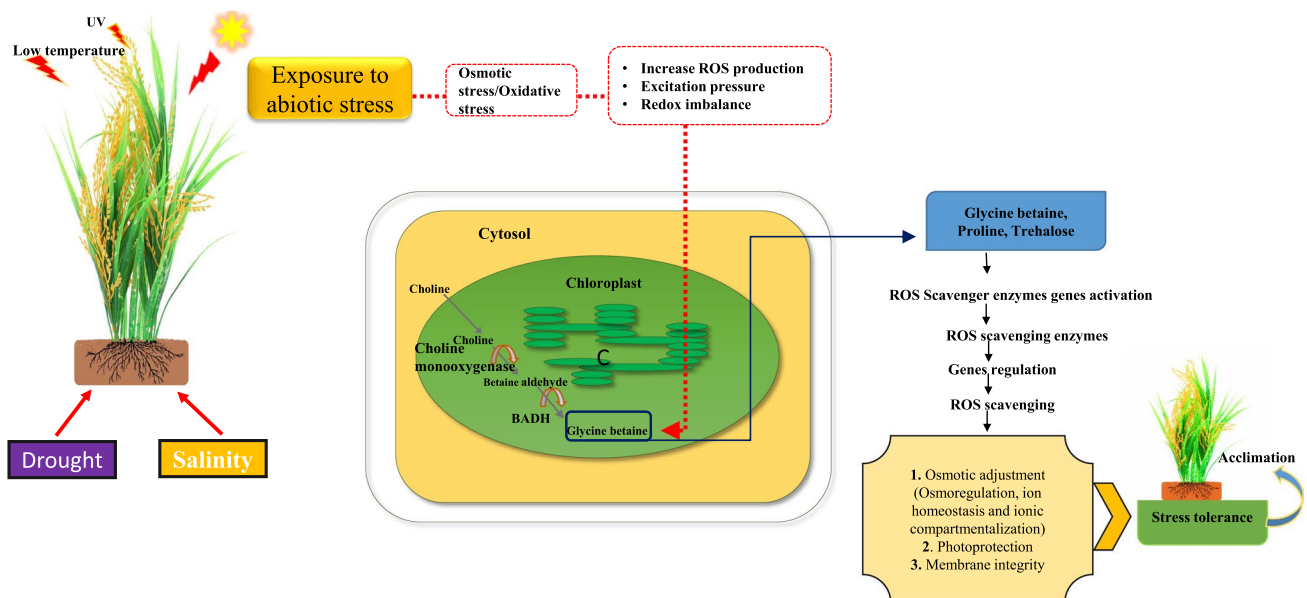 UV
Low temperature
Exposure to
abiotic stress
Osmotic
stress/Oxidative
stress
• Increase ROS production
• Excitation pressure
• Redox imbalance
Drought
Salinity
Cytosol
Chloroplast
Choline
Choline
Choline
monooxygenase
Betaine aldehyde
C
BADH
Glycine betaine
Glycine betaine,
Proline, Trehalose
ROS Scavenger enzymes genes activation
ROS scavenging enzymes
Genes regulation
ROS scavenging
1. Osmotic adjustment
(Osmoregulation, ion
homeostasis and ionic
compartmentalization)
2. Photoprotection
3. Membrane integrity
Acclimation
Stress tolerance